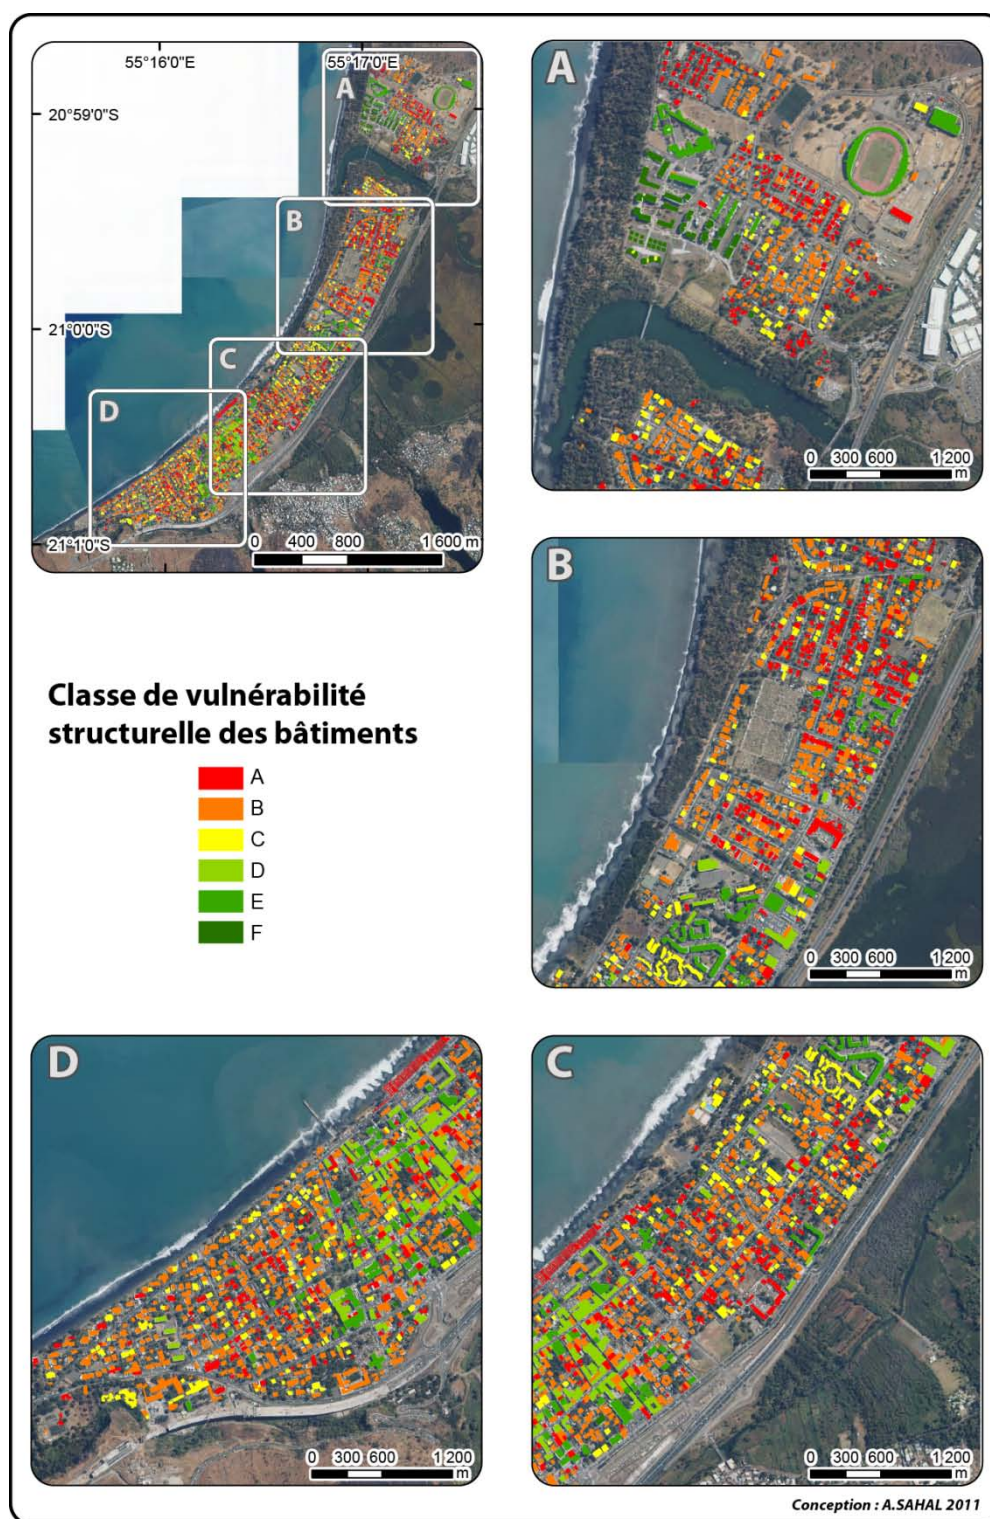 55°16'0"E
55°17'0"E
20°59'0"S
21°0'0"S
21°1'0"S
A
B
C
D
0 400 800 1 600 m
A
0 300 600 1 200
m
B
0 300 600 1 200
m
Classe de vulnérabilité
structurelle des bâtiments
A
B
C
D
E
F
D
0 300 600 1 200
m
C
0 300 600 1 200
m
Conception : A.SAHAL 2011